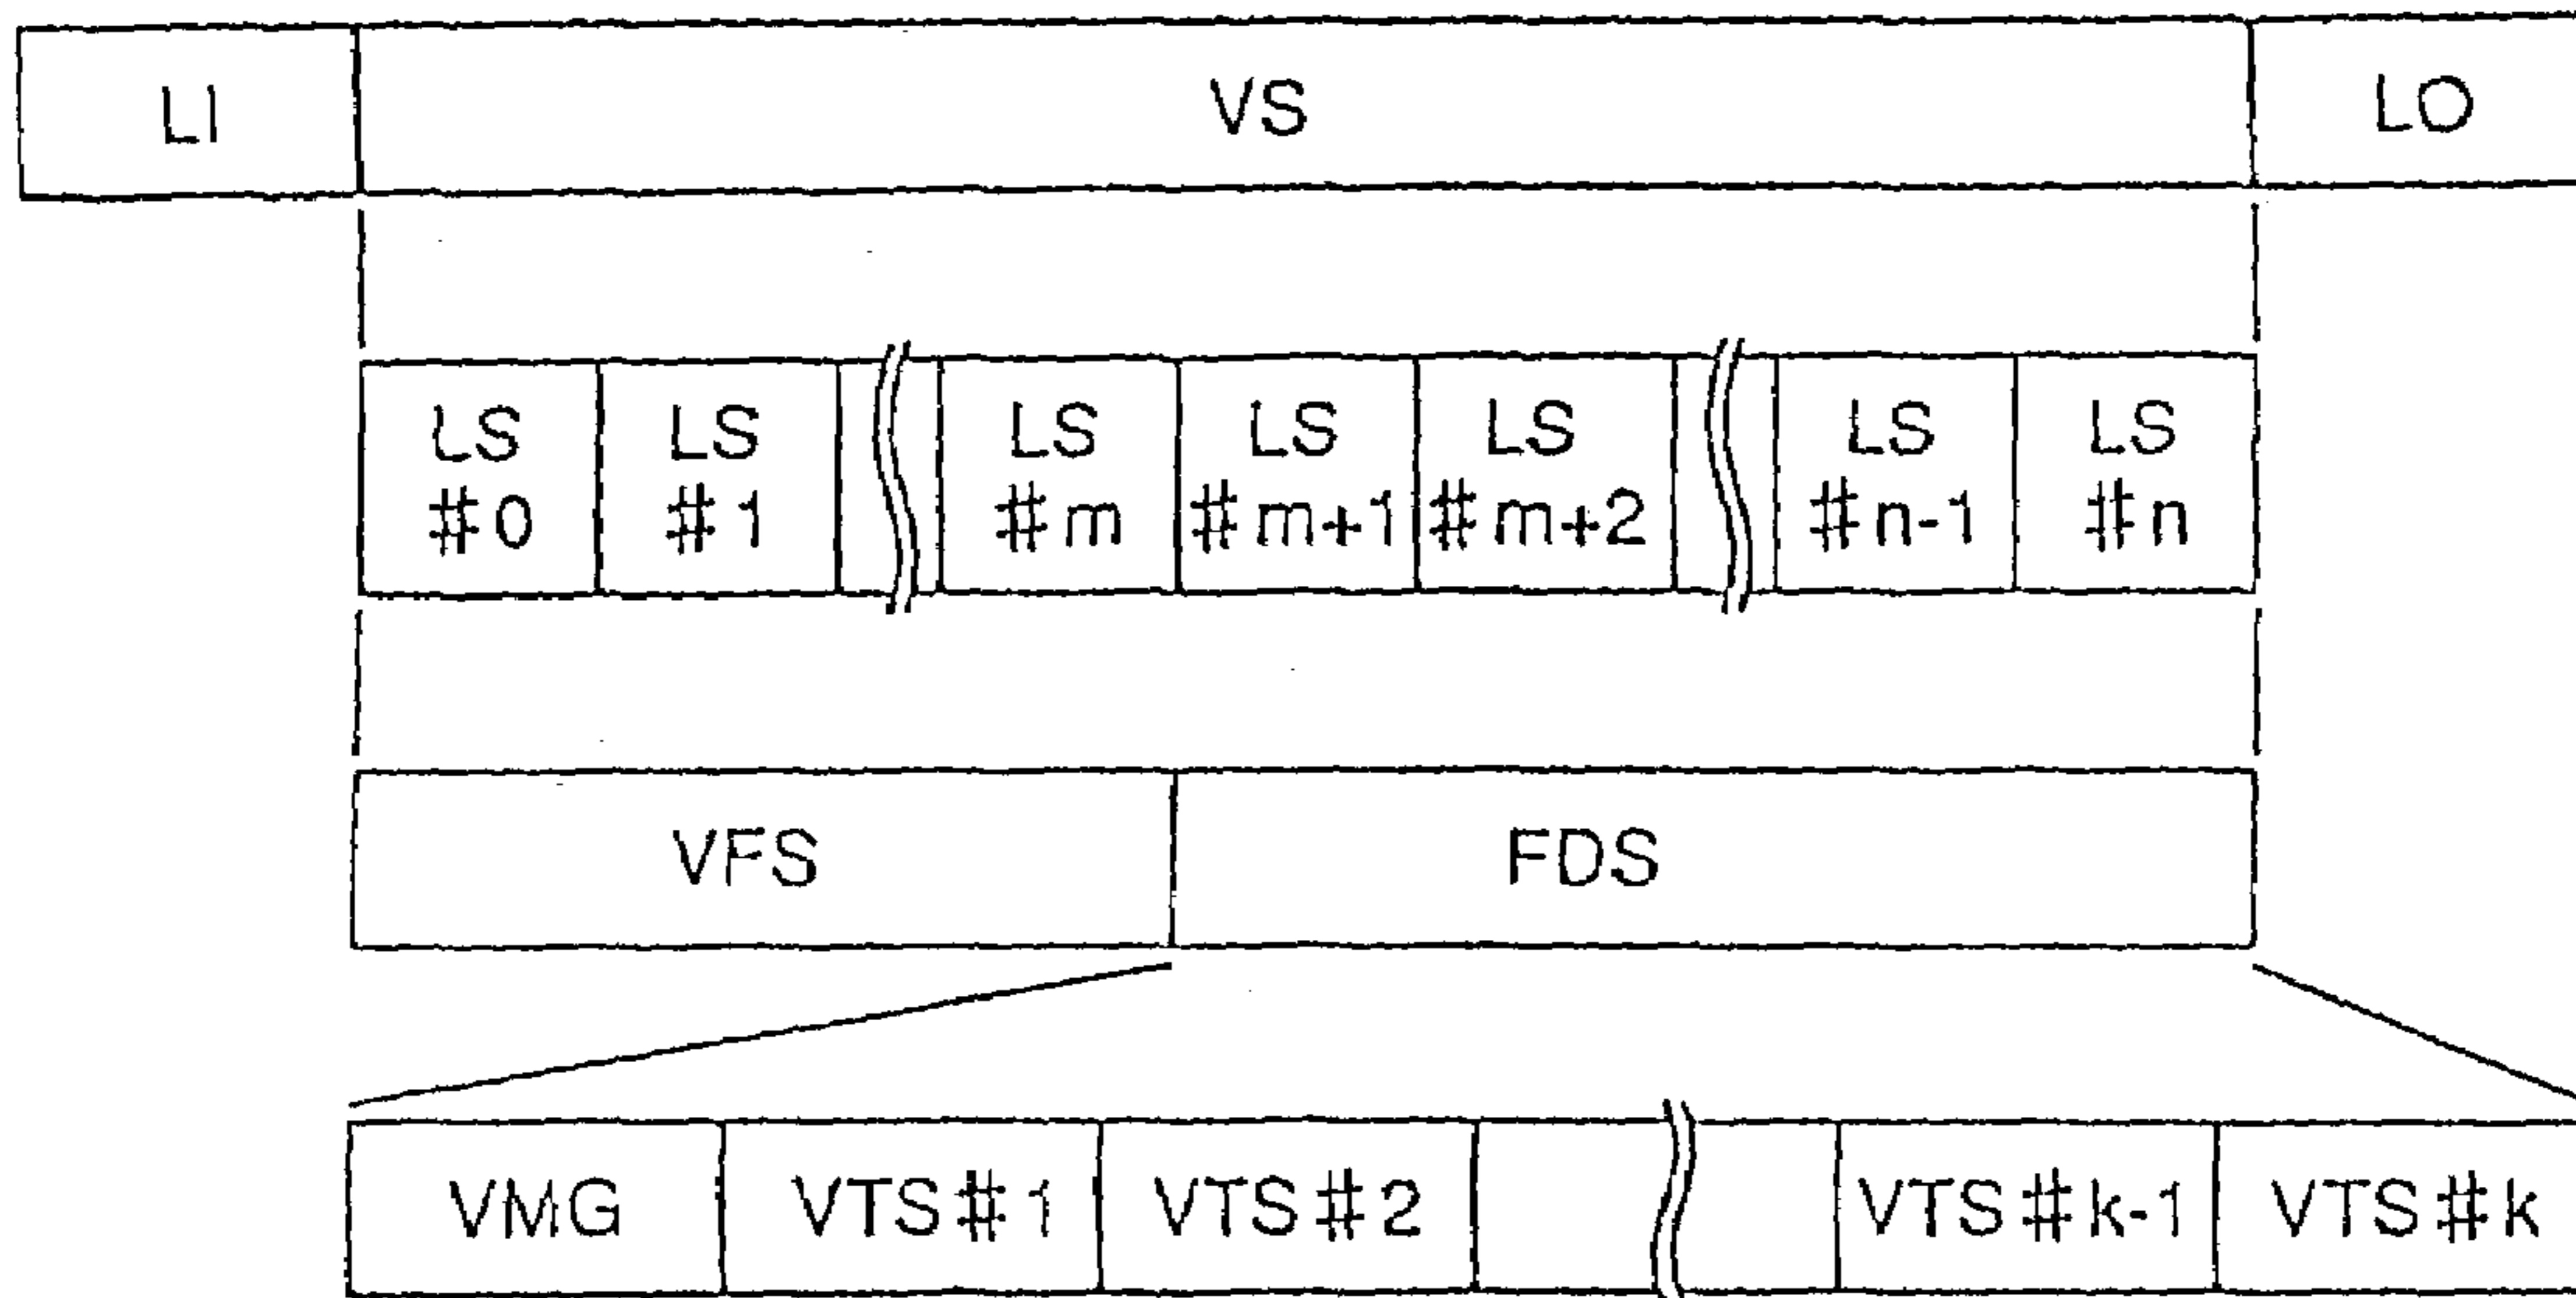 LI VS LO
LS LS LS LS LS LS LS
#0 #1 #m #m+1 #m+2 #n-1 #n
VFS FDS
VMG VTS#1 VTS#2 VTS#k-1 VTS#k